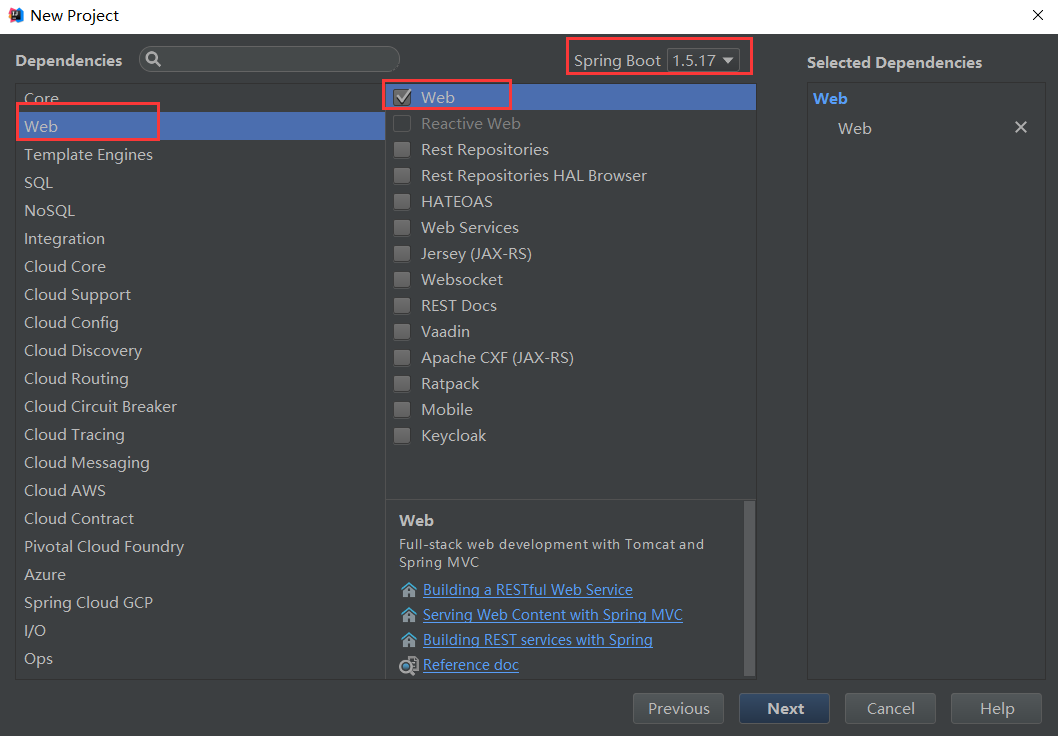 New Project
Dependencies
Spring Boot 1.5.17
Selected Dependencies
Core
Web
Template Engines
SQL
NoSQL
Integration
Cloud Core
Cloud Support
Cloud Config
Cloud Discovery
Cloud Routing
Cloud Circuit Breaker
Cloud Tracing
Cloud Messaging
Cloud AWS
Cloud Contract
Pivotal Cloud Foundry
Azure
Spring Cloud GCP
I/O
Ops
Web
Reactive Web
Rest Repositories
Rest Repositories HAL Browser
HATEOAS
Web Services
Jersey (JAX-RS)
Websocket
REST Docs
Vaadin
Apache CXF (JAX-RS)
Ratpack
Mobile
Keycloak
Web
Full-stack web development with Tomcat and
Spring MVC
Building a RESTful Web Service
Serving Web Content with Spring MVC
Building REST services with Spring
Reference doc
Web
Web
Previous
Next
Cancel
Help